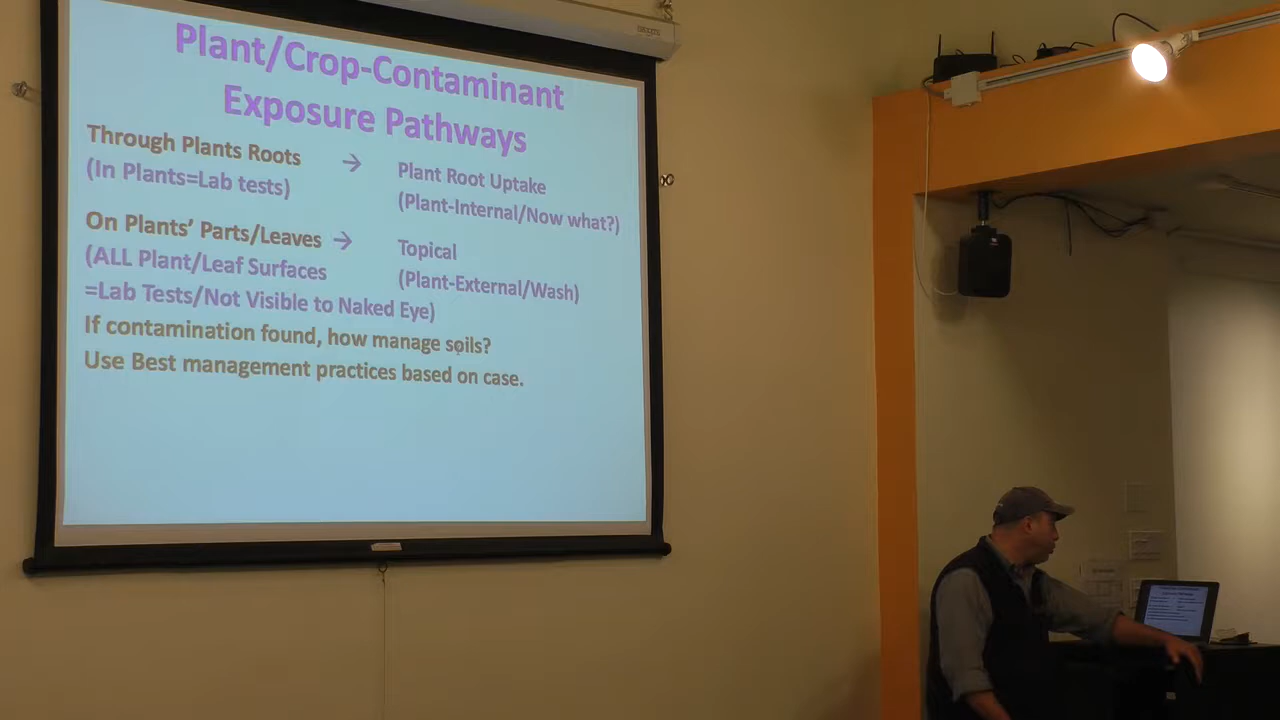 Plant/Crop-Contaminant
Exposure Pathways
Through Plants Roots →
(In Plants=Lab tests)
Plant Root Uptake
(Plant-Internal/Now what?)
On Plants' Parts/Leaves →
(ALL Plant/Leaf Surfaces
=Lab Tests/Not Visible to Naked Eye)
Topical
(Plant-External/Wash)
If contamination found, how manage soils?
Use Best management practices based on case.